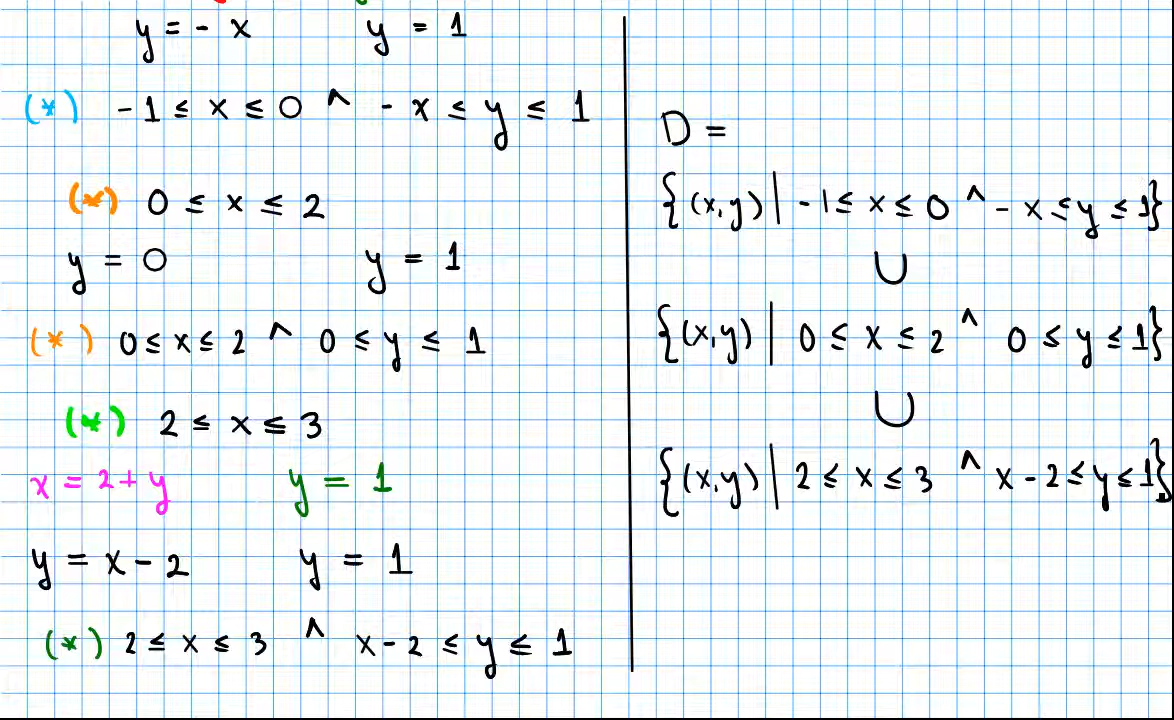 y = - x y = 1
(*) -1 ≤ x ≤ 0 ^ - x ≤ y ≤ 1
(*) 0 ≤ x ≤ 2
y = 0 y = 1
(*) 0 ≤ x ≤ 2 ^ 0 ≤ y ≤ 1
(*) 2 ≤ x ≤ 3
x = 2 + y y = 1
y = x - 2 y = 1
(*) 2 ≤ x ≤ 3 ^ x - 2 ≤ y ≤ 1
D =
{(x,y) | -1 ≤ x ≤ 0 ^ - x ≤ y ≤ 1}
∪
{(x,y) | 0 ≤ x ≤ 2 ^ 0 ≤ y ≤ 1}
∪
{(x,y) | 2 ≤ x ≤ 3 ^ x - 2 ≤ y ≤ 1}